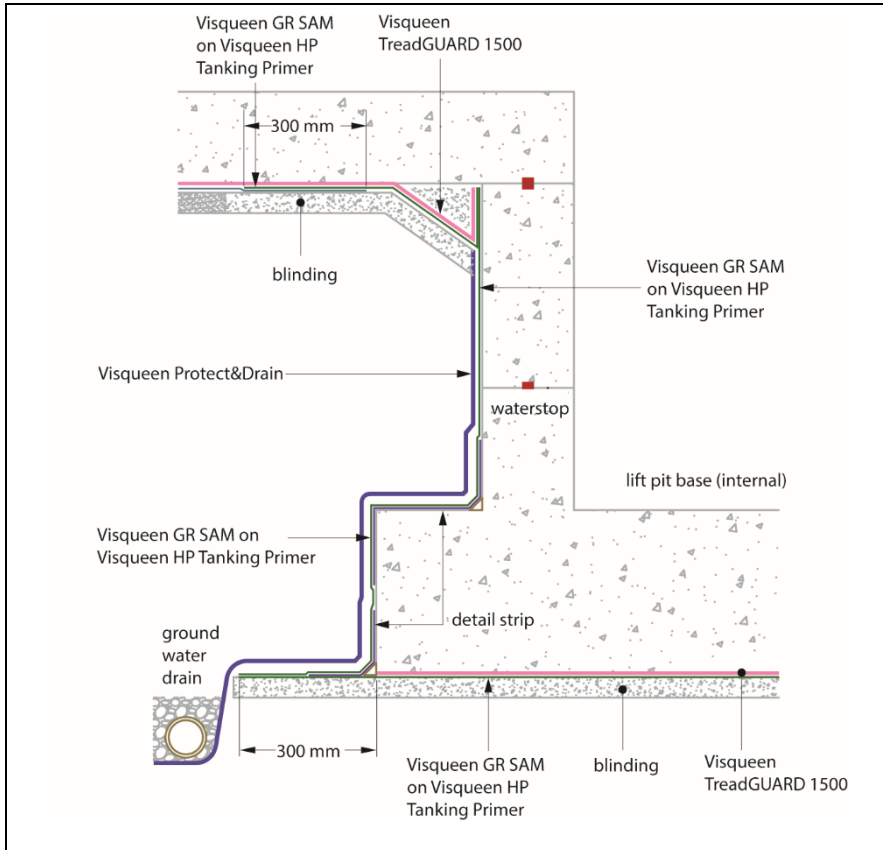 Visqueen GR SAM
on Visqueen HP
Tanking Primer
Visqueen
TreadGUARD 1500
300 mm
blinding
Visqueen GR SAM
on Visqueen HP
Tanking Primer
Visqueen Protect&Drain
waterstop
lift pit base (internal)
Visqueen GR SAM on
Visqueen HP Tanking Primer
detail strip
ground
water
drain
300 mm
Visqueen GR SAM
on Visqueen HP
Tanking Primer
blinding
Visqueen
TreadGUARD 1500